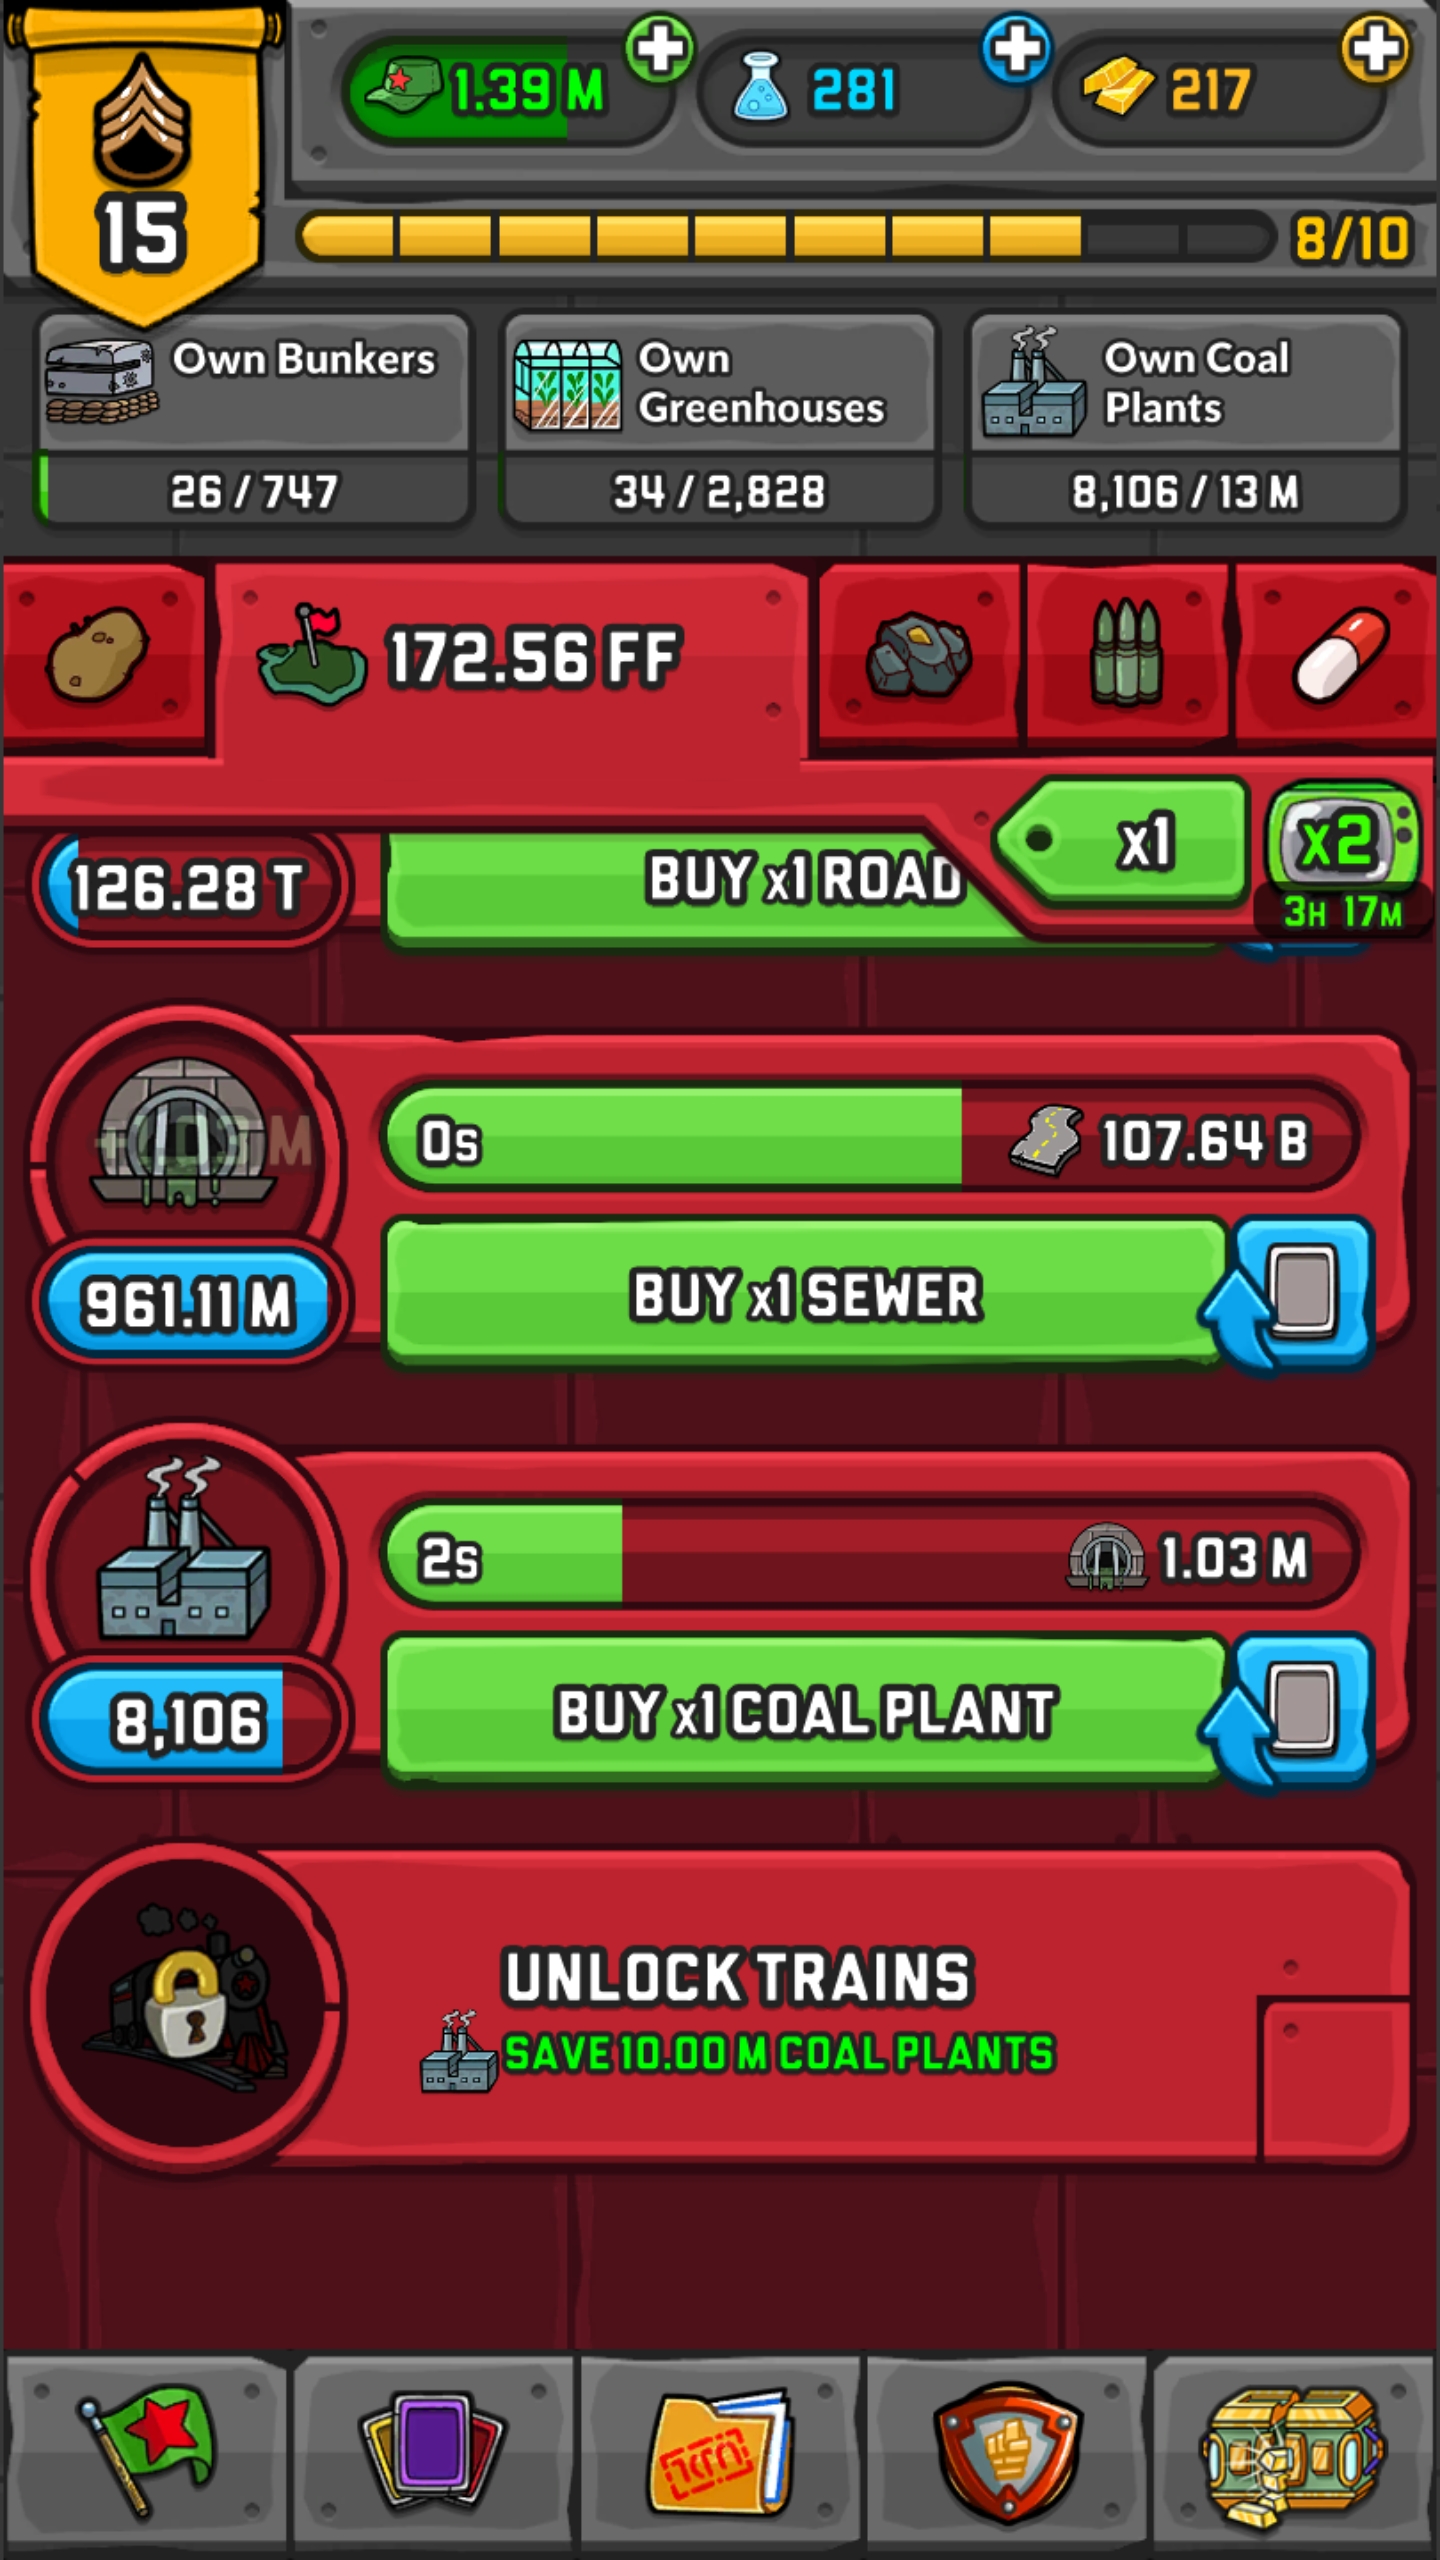 15
1.39 M
281
217
8/10
Own Bunkers
26 / 747
Own
Greenhouses
34 / 2,828
Own Coal
Plants
8,106 / 13 M
172.56 FF
x1
x2
3H 17M
126.28 T
BUY x1 ROAD
0s
107.64 B
961.11 M
BUY x1 SEWER
2s
1.03 M
8,106
BUY x1 COAL PLANT
UNLOCK TRAINS
SAVE 10.00 M COAL PLANTS